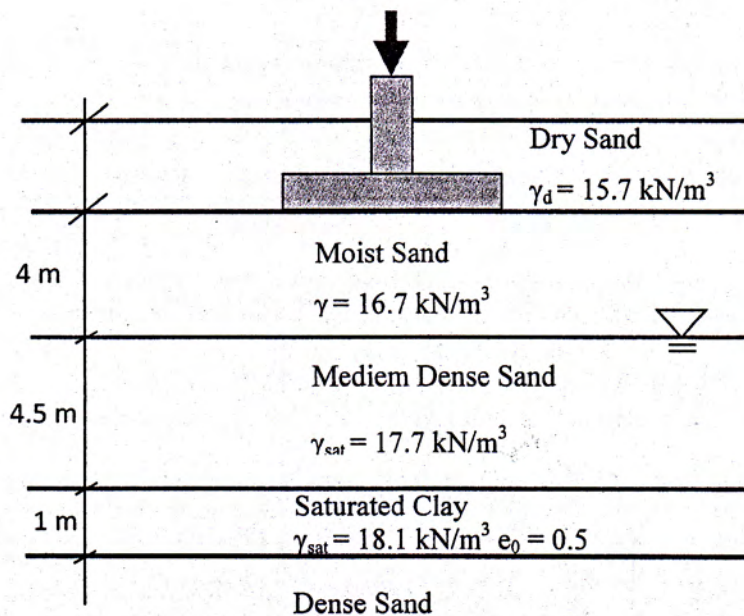 Dry Sand
γd = 15.7 kN/m³
Moist Sand
4 m
γ = 16.7 kN/m³
Mediem Dense Sand
4.5 m
γsat = 17.7 kN/m³
Saturated Clay
1 m
γsat = 18.1 kN/m³ e₀ = 0.5
Dense Sand